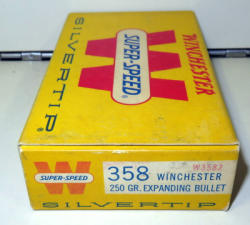 WINCHESTER
W
SUPER-SPEED®
SILVERTIP®
W
SUPER-SPEED
W3583
358 WINCHESTER
250 GR. EXPANDING BULLET
SILVERTIP